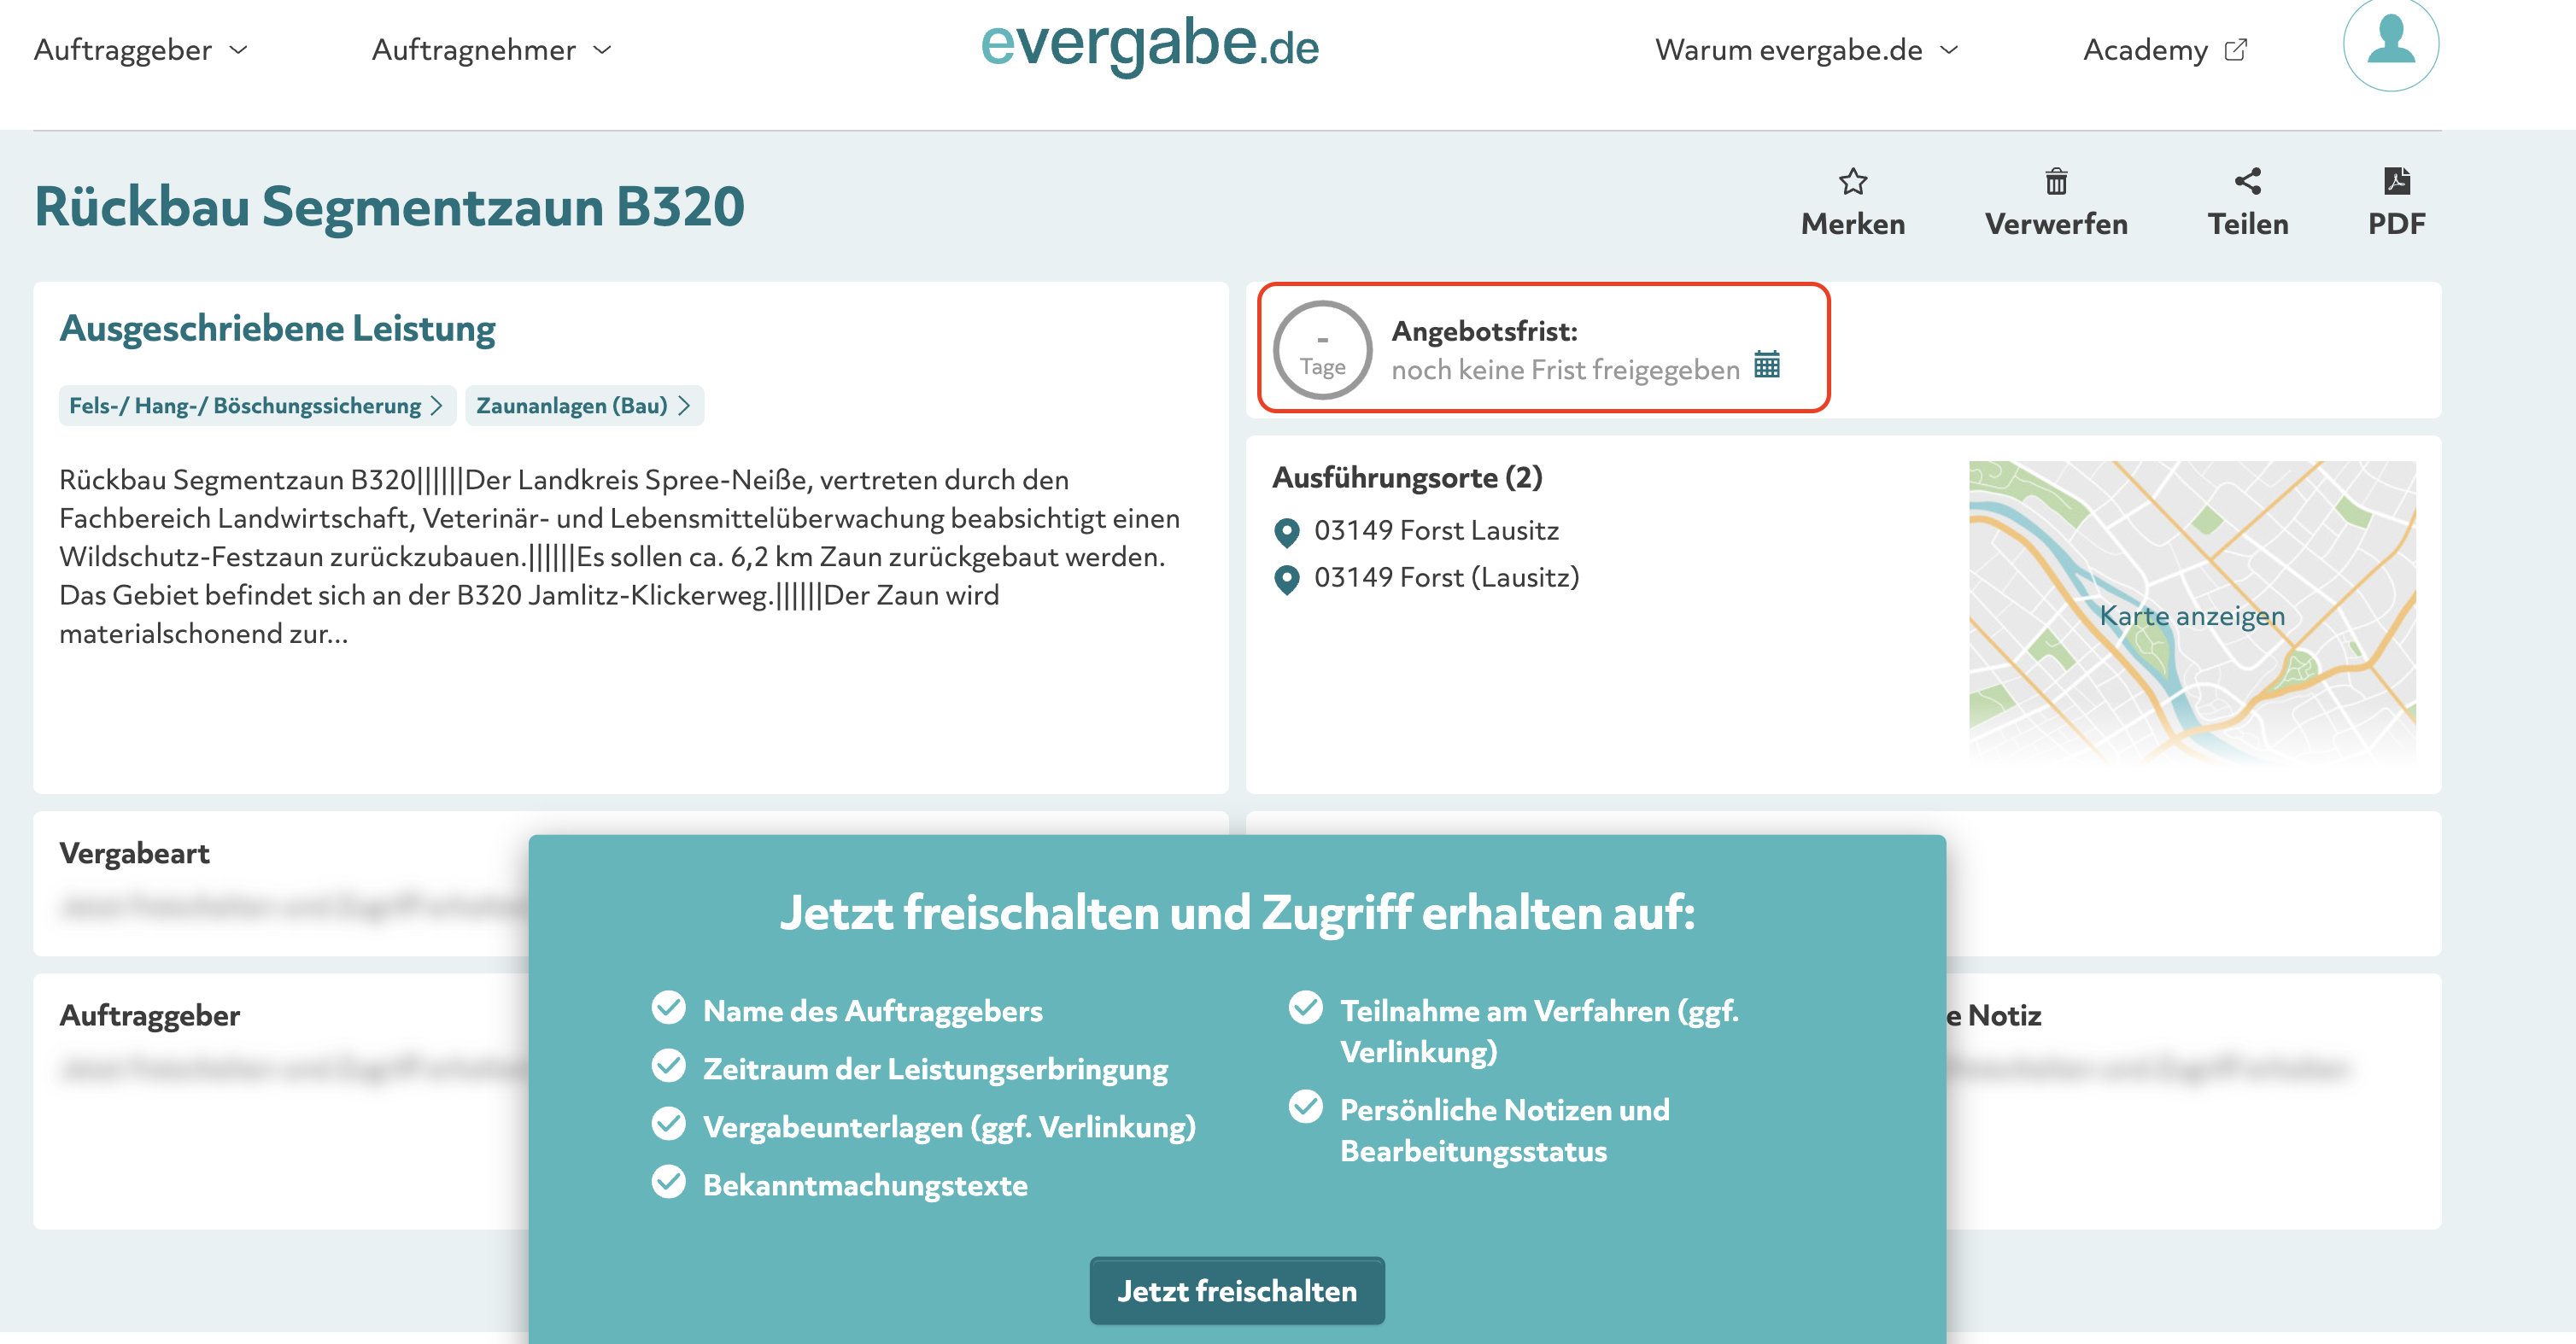 Auftraggeber
Auftragnehmer
evergabe.de
Warum evergabe.de
Academy
Rückbau Segmentzaun B320
Merken
Verwerfen
Teilen
PDF
Ausgeschriebene Leistung
Fels-/ Hang-/ Böschungssicherung
Zaunanlagen (Bau)
Rückbau Segmentzaun B320||||||Der Landkreis Spree-Neiße, vertreten durch den
Fachbereich Landwirtschaft, Veterinär- und Lebensmittelüberwachung beabsichtigt einen
Wildschutz-Festzaun zurückzubauen.||||||Es sollen ca. 6,2 km Zaun zurückgebaut werden.
Das Gebiet befindet sich an der B320 Jamlitz-Klickerweg.||||||Der Zaun wird
materialschonend zur...
-
Tage
Angebotsfrist:
noch keine Frist freigegeben
Ausführungsorte (2)
03149 Forst Lausitz
03149 Forst (Lausitz)
Karte anzeigen
Vergabeart
Auftraggeber
e Notiz
Jetzt freischalten und Zugriff erhalten auf:
Name des Auftraggebers
Zeitraum der Leistungserbringung
Vergabeunterlagen (ggf. Verlinkung)
Bekanntmachungstexte
Teilnahme am Verfahren (ggf.
Verlinkung)
Persönliche Notizen und
Bearbeitungsstatus
Jetzt freischalten